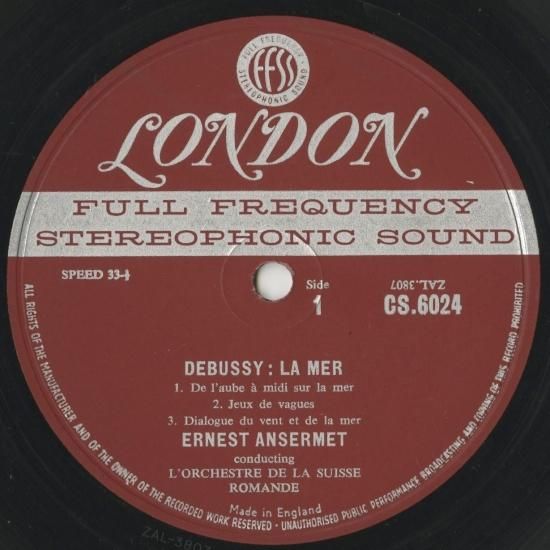 FULL FREQUENCY
FFSS
STEREOPHONIC SOUND
LONDON
FULL FREQUENCY
STEREOPHONIC SOUND
SPEED 33-⅓
Side
1
ZAL.3807
CS.6024
DEBUSSY : LA MER
1. De l'aube à midi sur la mer
2. Jeux de vagues
3. Dialogue du vent et de la mer
ERNEST ANSERMET
conducting
L'ORCHESTRE DE LA SUISSE
ROMANDE
Made in England
ALL RIGHTS OF THE MANUFACTURER AND OF THE OWNER OF THE RECORDED WORK RESERVED · UNAUTHORISED PUBLIC PERFORMANCE BROADCASTING AND COPYING OF THIS RECORD PROHIBITED